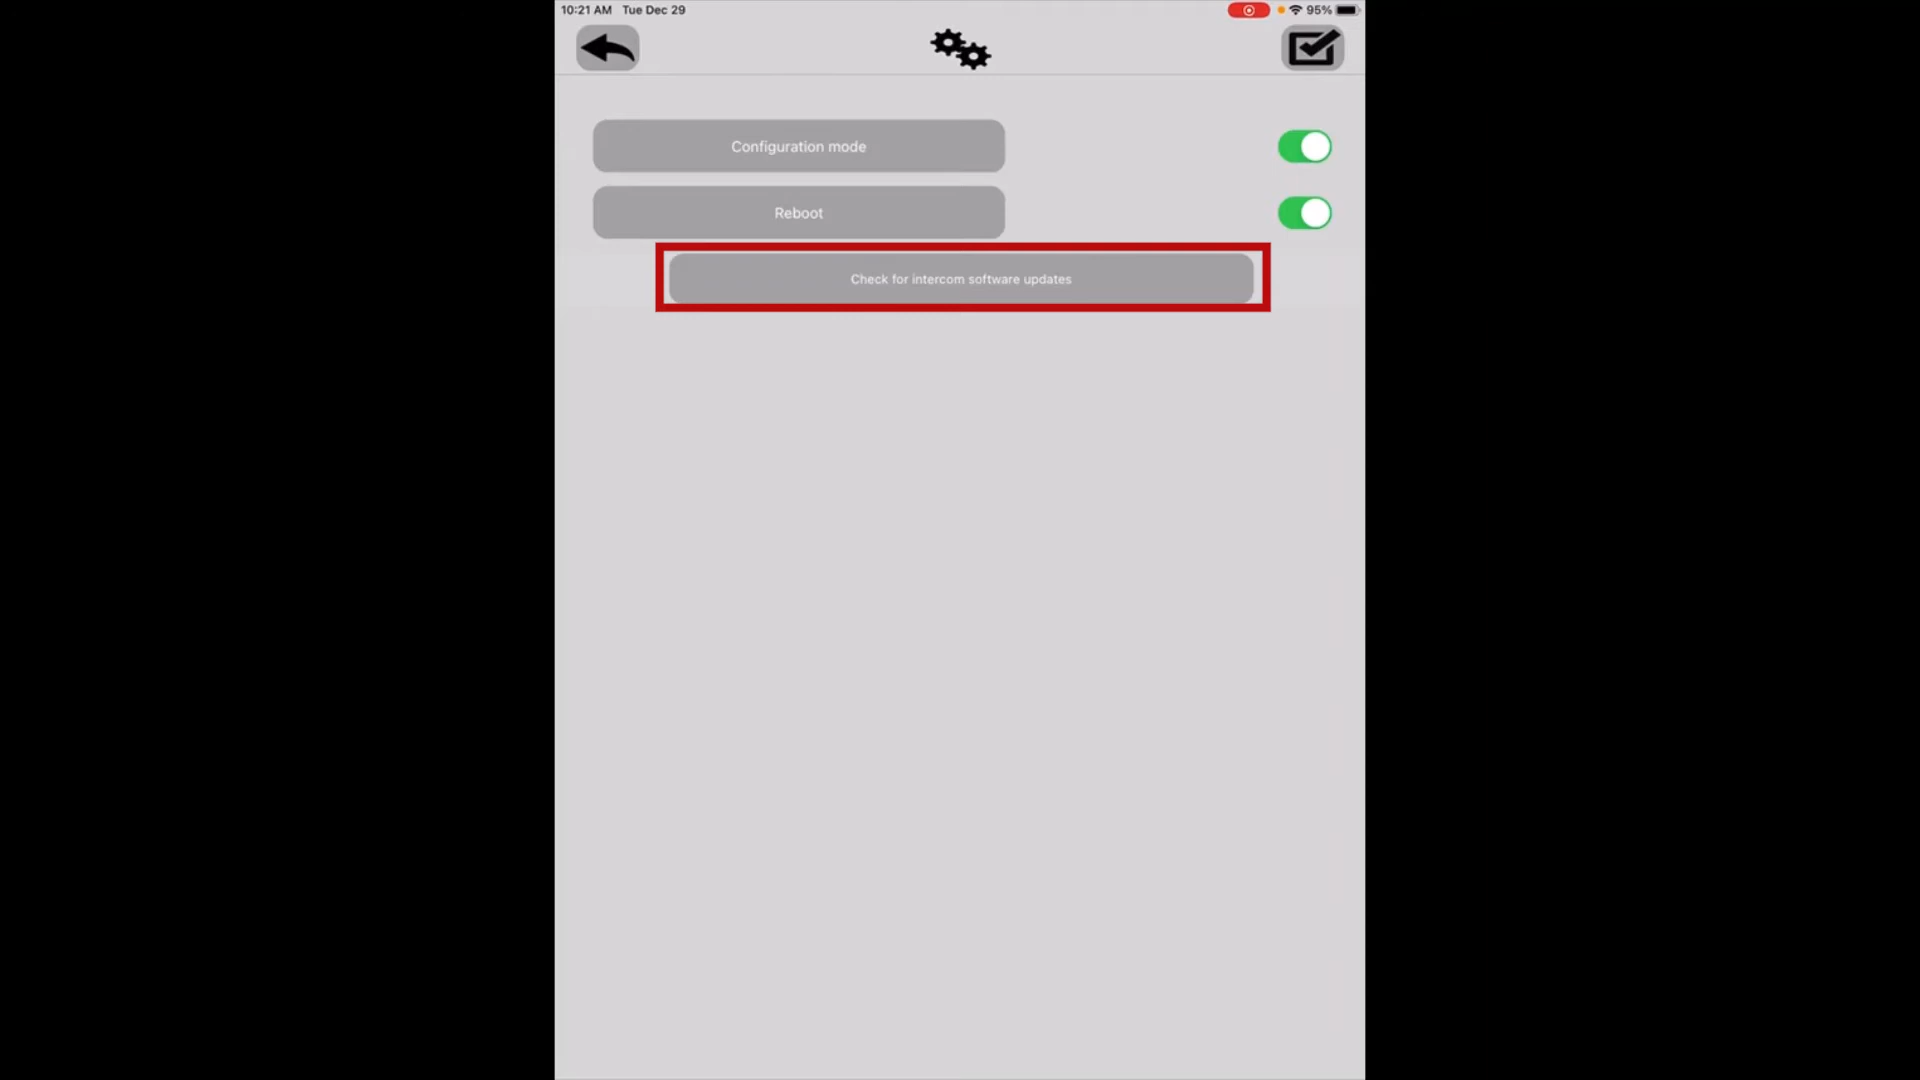 10:21 AM Tue Dec 29 95%
Configuration mode
Reboot
Check for intercom software updates